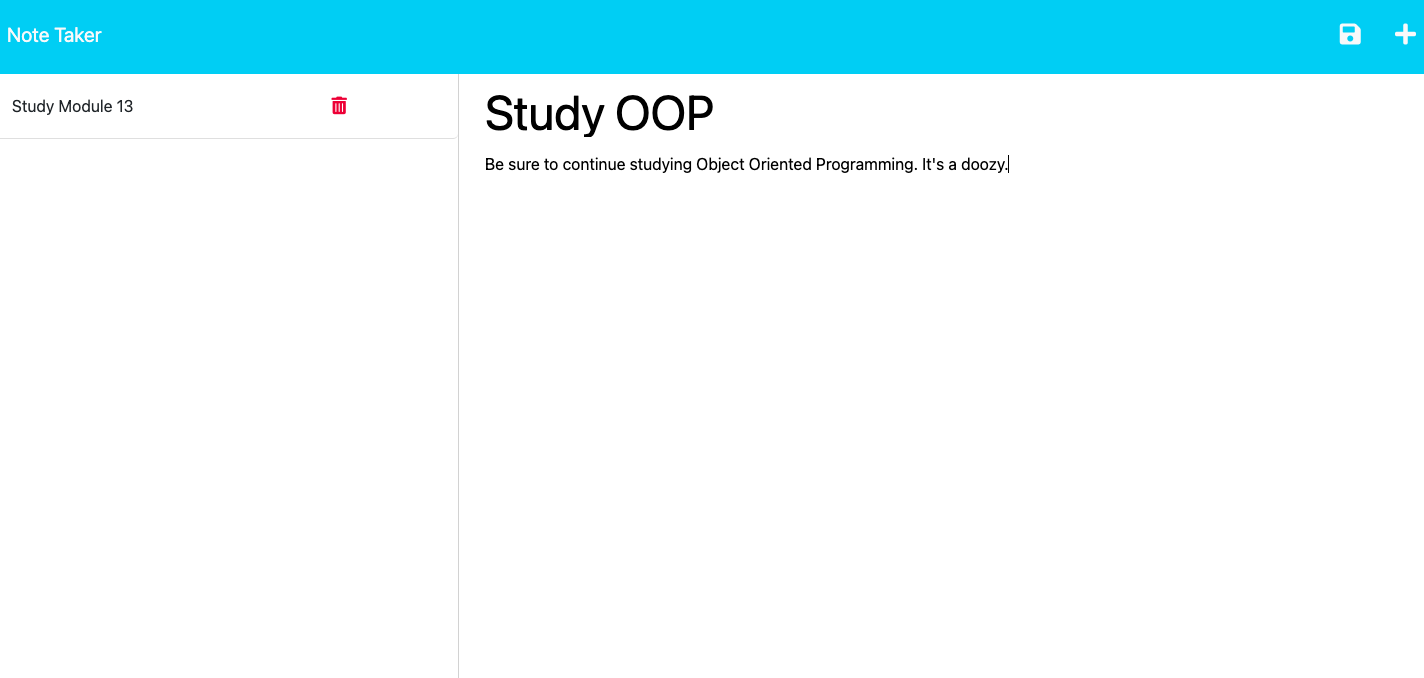 Note Taker
Study Module 13
Study OOP
Be sure to continue studying Object Oriented Programming. It's a doozy.